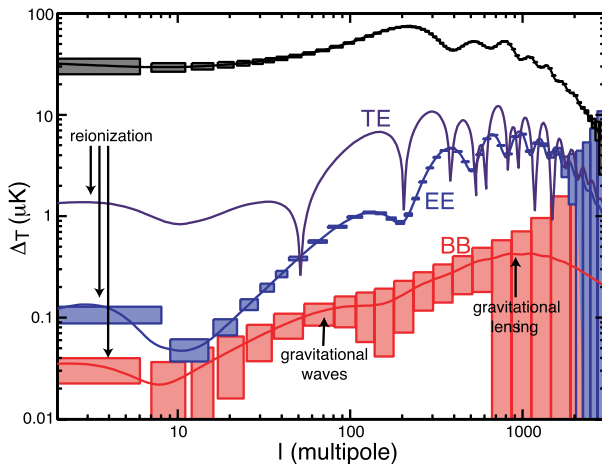 100
10
1
0.1
0.01
ΔT (μK)
reionization
TE
EE
BB
gravitational
waves
gravitational
lensing
10
100
1000
l (multipole)